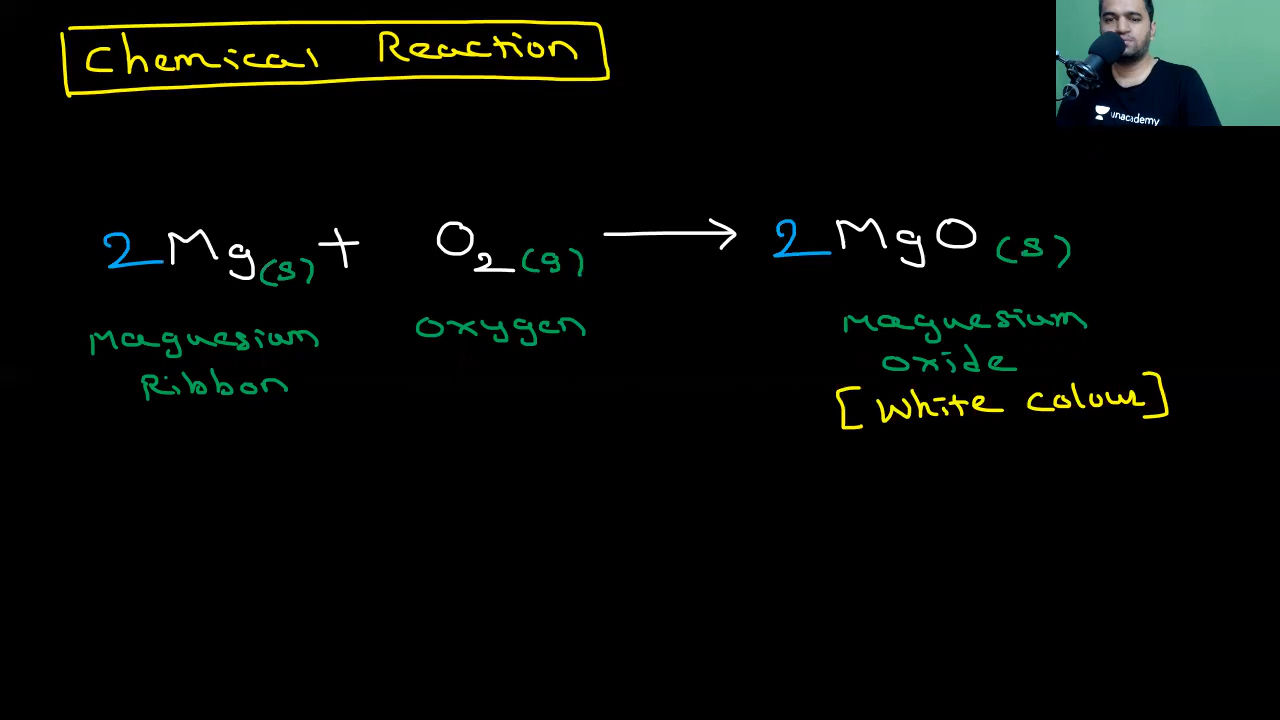 Chemical Reaction
unacademy
2Mg(s) + O2(g) → 2MgO(s)
Magnesium Oxygen Magnesium
Ribbon oxide
[White colour]